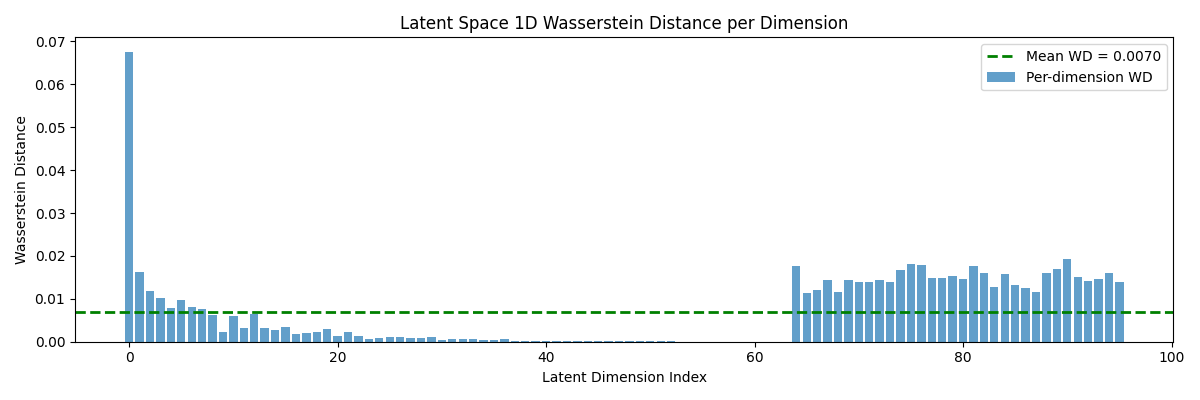 Latent Space 1D Wasserstein Distance per Dimension
Wasserstein Distance
0.07
0.06
0.05
0.04
0.03
0.02
0.01
0.00
Mean WD = 0.0070
Per-dimension WD
0 20 40 60 80 100
Latent Dimension Index